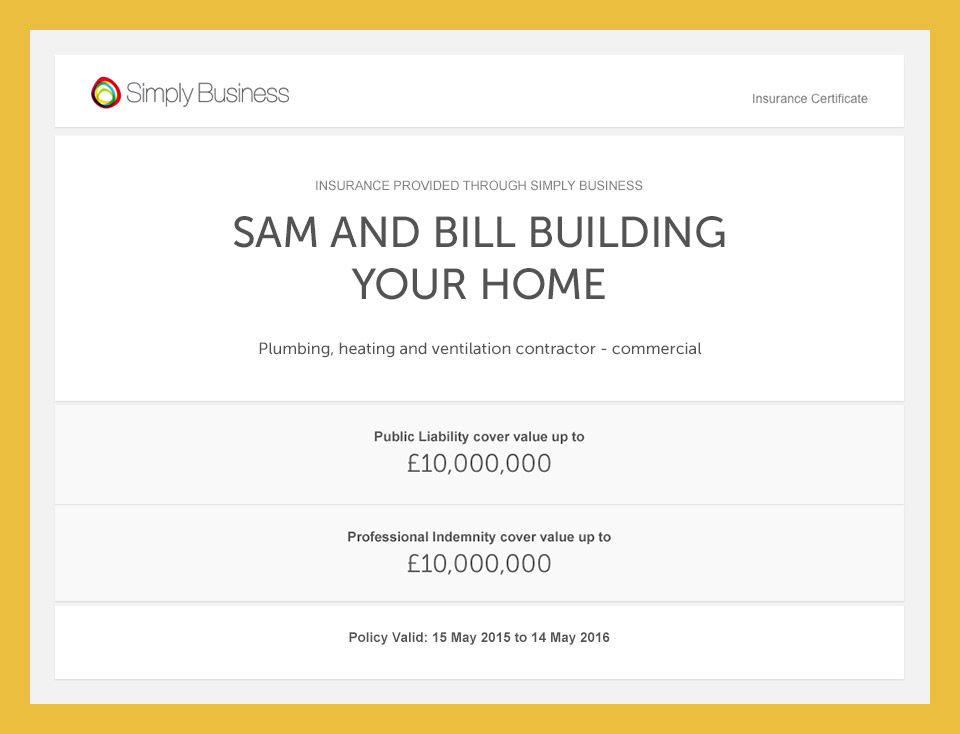 Simply Business
Insurance Certificate
INSURANCE PROVIDED THROUGH SIMPLY BUSINESS
SAM AND BILL BUILDING
YOUR HOME
Plumbing, heating and ventilation contractor - commercial
Public Liability cover value up to
£10,000,000
Professional Indemnity cover value up to
£10,000,000
Policy Valid: 15 May 2015 to 14 May 2016